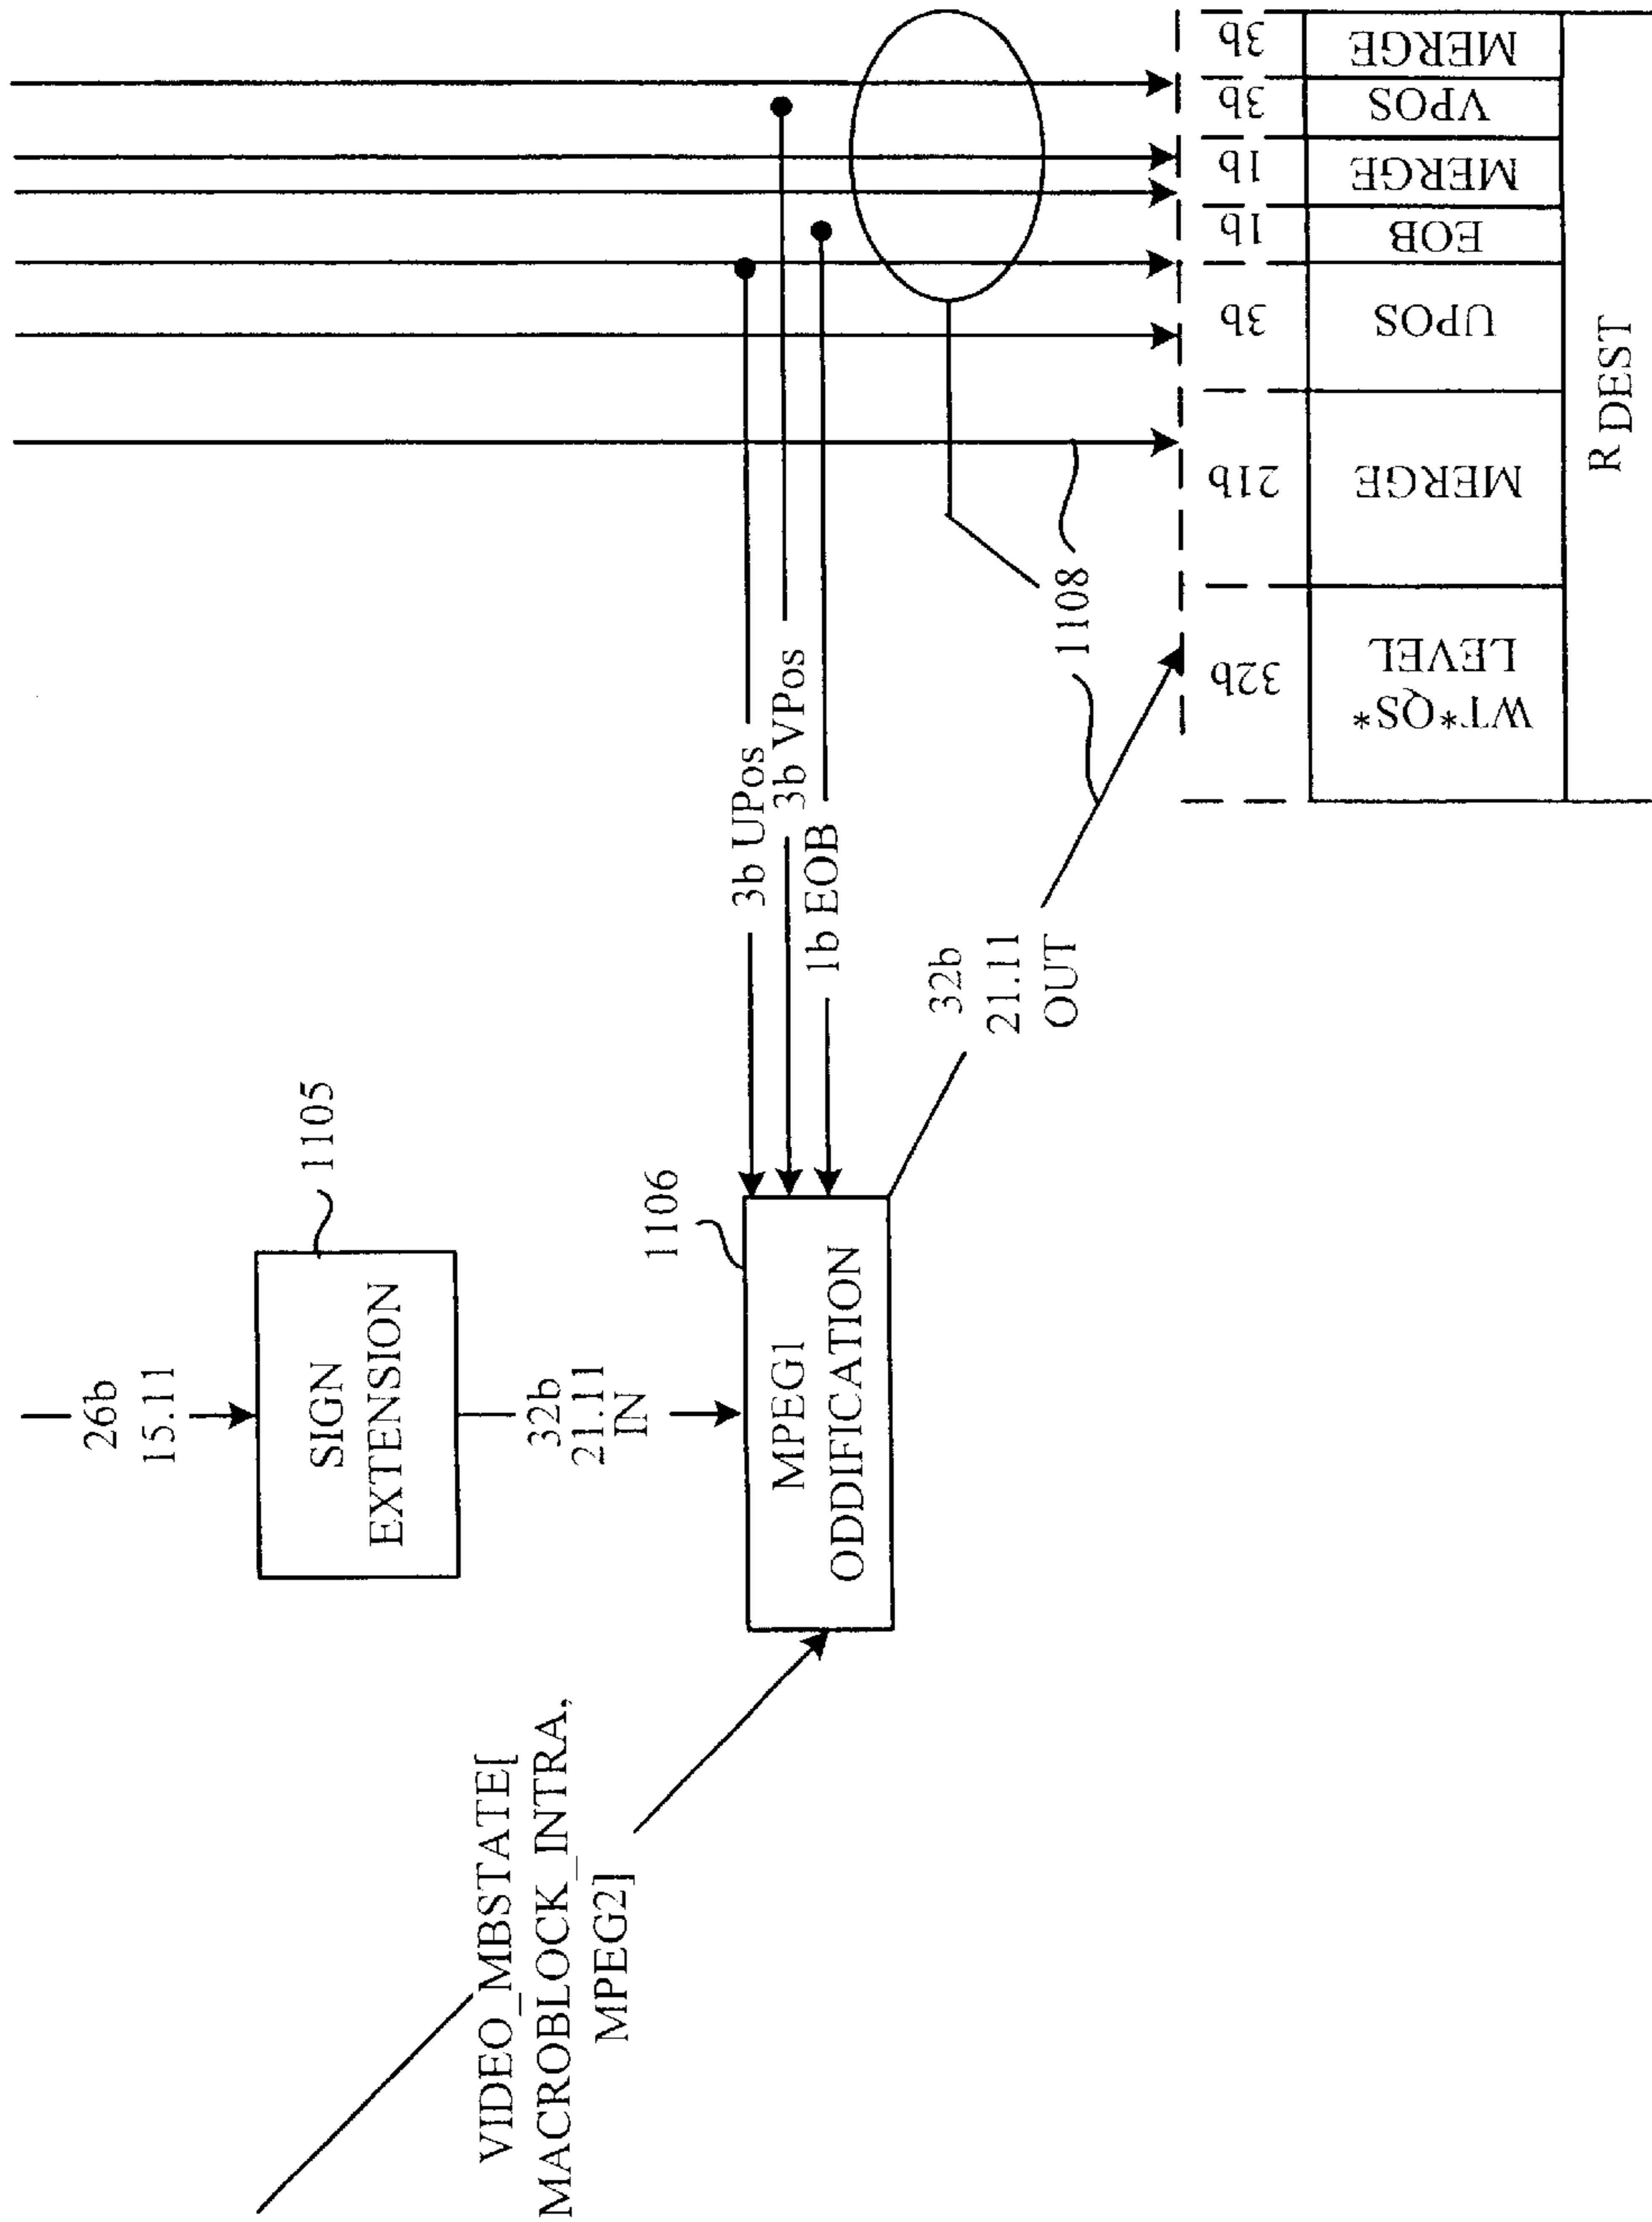 26b
15.11
SIGN
EXTENSION
1105
32b
21.11
IN
1106
MPEG1
ODDIFICATION
3b UPos
3b VPos
1b EOB
VIDEO_MBSTATE[
MACROBLOCK_INTRA,
MPEG2]
32b
21.11
OUT
1108
32b
21b
3b
1b
1b
3b
3b
WT*QS*
LEVEL
MERGE
UPOS
EOB
MERGE
VPOS
MERGE
R DEST